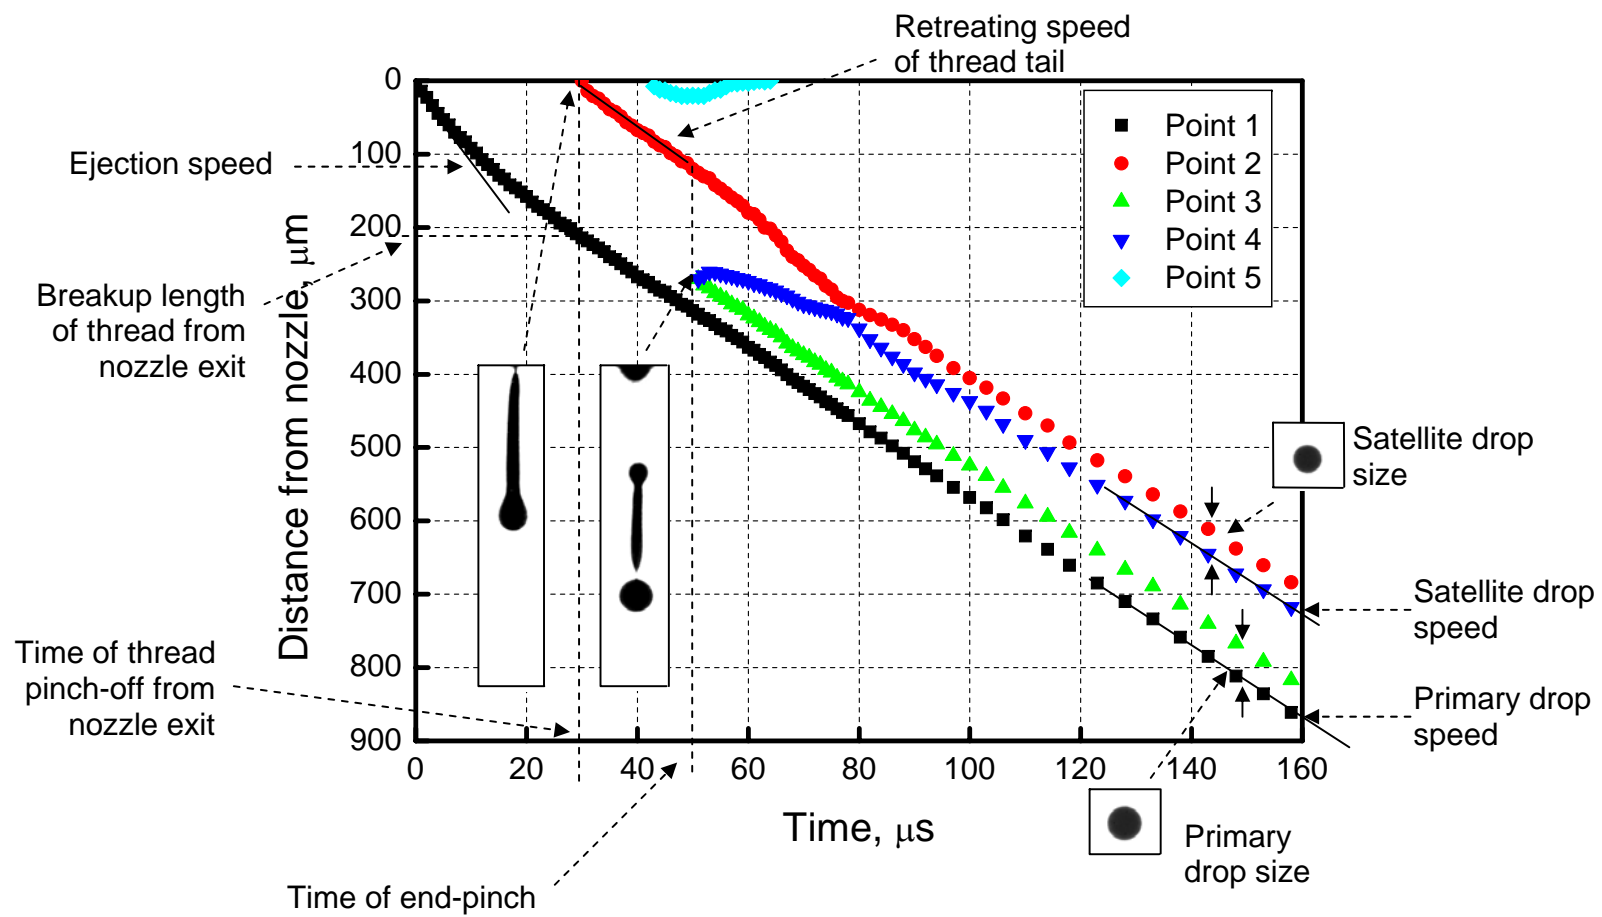 Retreating speed
of thread tail
0
100
200
300
400
500
600
700
800
900
Distance from nozzle, μm
Ejection speed
Breakup length
of thread from
nozzle exit
Time of thread
pinch-off from
nozzle exit
Point 1
Point 2
Point 3
Point 4
Point 5
Satellite drop
size
Satellite drop
speed
Primary drop
speed
0 20 40 60 80 100 120 140 160
Time, μs
Primary
drop size
Time of end-pinch